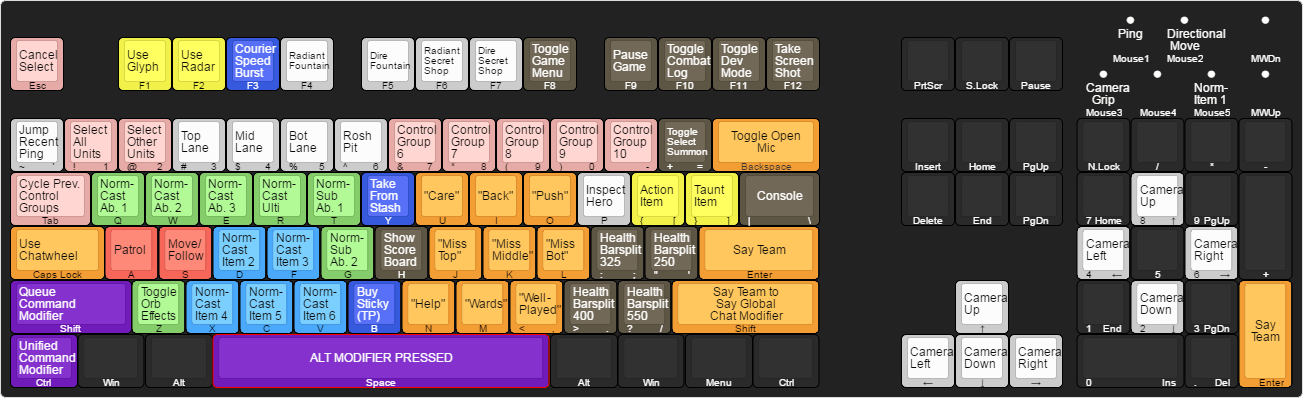 Ping
Directional
Move
Mouse1
Mouse2
MWDn
Cancel
Select
Esc
Use
Glyph
F1
Use
Radar
F2
Courier
Speed
Burst
F3
Radiant
Fountain
F4
Dire
Fountain
F5
Radiant
Secret
Shop
F6
Dire
Secret
Shop
F7
Toggle
Game
Menu
F8
Pause
Game
F9
Toggle
Combat
Log
F10
Toggle
Dev
Mode
F11
Take
Screen
Shot
F12
PrtScr
S.Lock
Pause
Camera
Grip
Mouse3
Mouse4
Norm-
Item 1
Mouse5
MWUp
Jump
Recent
Ping
~ `
Select
All
Units
! 1
Select
Other
Units
@ 2
Top
Lane
# 3
Mid
Lane
$ 4
Bot
Lane
% 5
Rosh
Pit
^ 6
Control
Group
6
& 7
Control
Group
7
* 8
Control
Group
8
( 9
Control
Group
9
) 0
Control
Group
10
_ -
Toggle
Select
Summon
+ =
Toggle Open
Mic
Backspace
Insert
Home
PgUp
N.Lock
/
*
-
Cycle Prev.
Control
Groups
Tab
Norm-
Cast
Ab. 1
Q
Norm-
Cast
Ab. 2
W
Norm-
Cast
Ab. 3
E
Norm-
Cast
Ulti
R
Norm-
Sub
Ab. 1
T
Take
From
Stash
Y
"Care"
U
"Back"
I
"Push"
O
Inspect
Hero
P
Action
Item
{ [
Taunt
Item
} ]
Console
| \
Delete
End
PgDn
7 Home
Camera
Up
8 ↑
9 PgUp
Use
Chatwheel
Caps Lock
Patrol
A
Move/
Follow
S
Norm-
Cast
Item 2
D
Norm-
Cast
Item 3
F
Norm-
Sub
Ab. 2
G
Show
Score
Board
H
"Miss
Top"
J
"Miss
Middle"
K
"Miss
Bot"
L
Health
Barsplit
325
: ;
Health
Barsplit
250
" '
Say Team
Enter
Camera
Left
4 ←
5
Camera
Right
6 →
+
Queue
Command
Modifier
Shift
Toggle
Orb
Effects
Z
Norm-
Cast
Item 4
X
Norm-
Cast
Item 5
C
Norm-
Cast
Item 6
V
Buy
Sticky
(TP)
B
"Help"
N
"Wards"
M
"Well-
Played"
< ,
Health
Barsplit
400
> .
Health
Barsplit
550
? /
Say Team to
Say Global
Chat Modifier
Shift
Camera
Up
↑
1 End
Camera
Down
2 ↓
3 PgDn
Say
Team
Enter
Unified
Command
Modifier
Ctrl
Win
Alt
ALT MODIFIER PRESSED
Space
Alt
Win
Menu
Ctrl
Camera
Left
←
Camera
Down
↓
Camera
Right
→
0 Ins
. Del